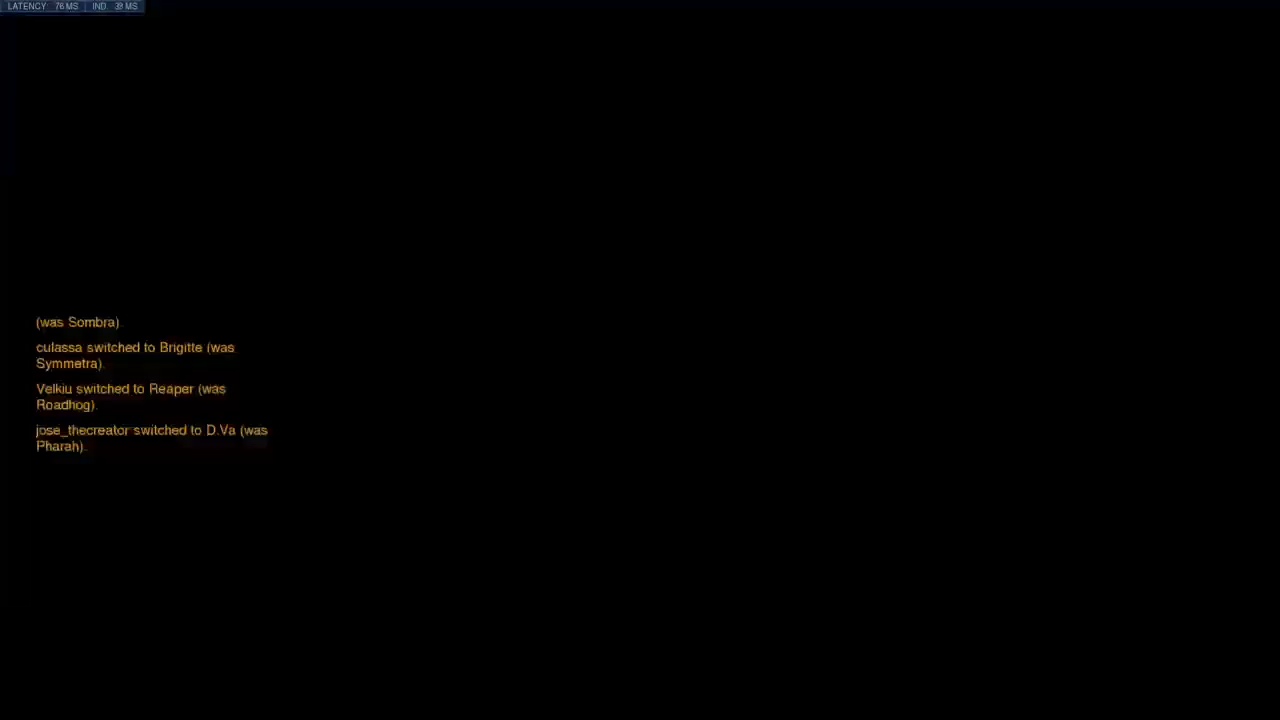 LATENCY: 76 MS | IND: 39 MS
(was Sombra).
culassa switched to Brigitte (was
Symmetra).
Velkiu switched to Reaper (was
Roadhog).
jose_thecreator switched to D.Va (was
Pharah).